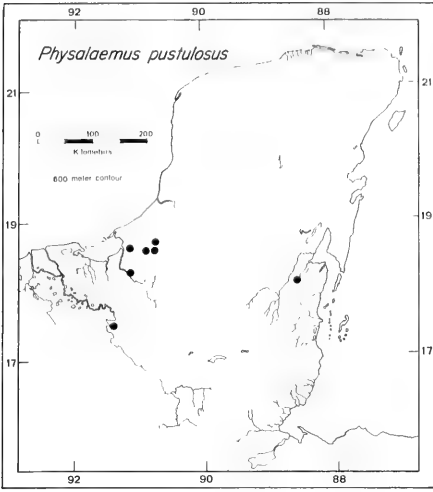 92 90 88
Physalaemus pustulosus
21 21
0 100 200
Kilometers
600 meter contour
19 19
17 17
92 90 88